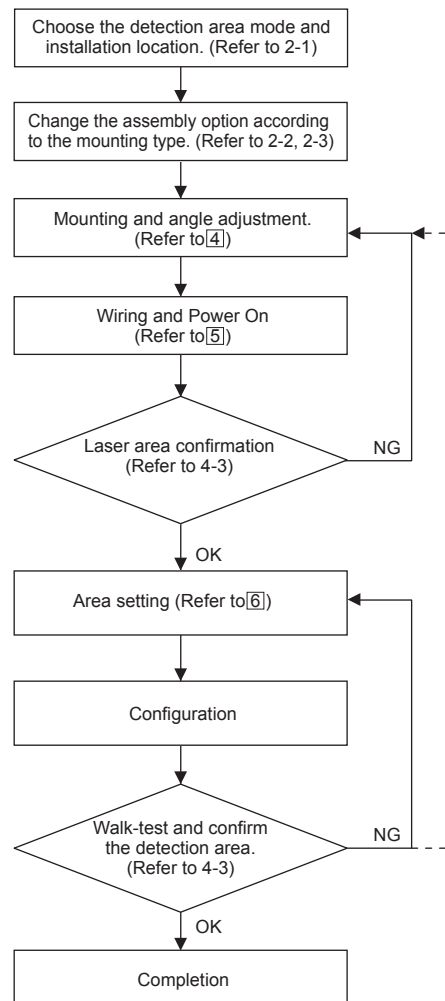 Choose the detection area mode and
installation location. (Refer to 2-1)
Change the assembly option according
to the mounting type. (Refer to 2-2, 2-3)
Mounting and angle adjustment.
(Refer to 4)
Wiring and Power On
(Refer to 5)
Laser area confirmation
(Refer to 4-3)
NG
OK
Area setting (Refer to 6)
Configuration
Walk-test and confirm
the detection area.
(Refer to 4-3)
NG
OK
Completion